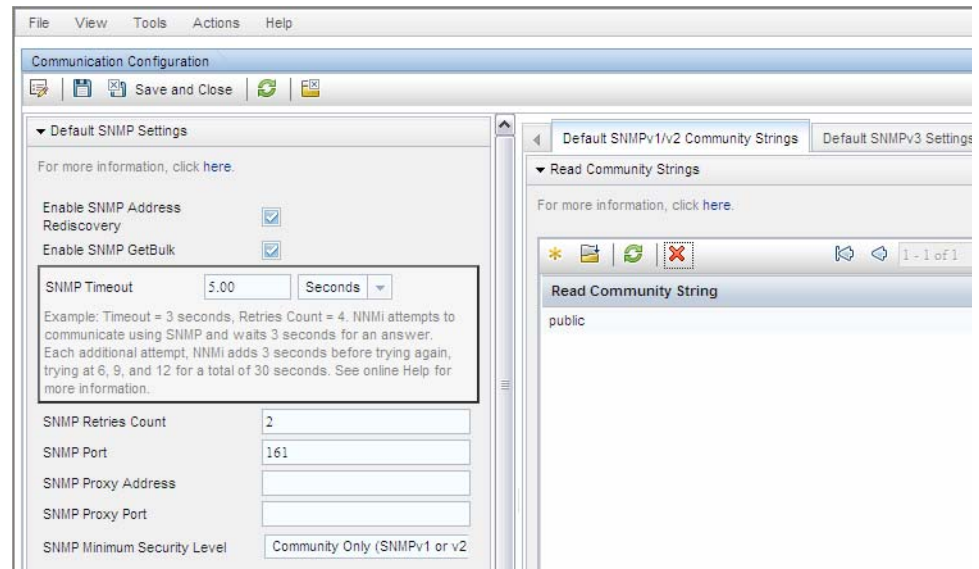 File View Tools Actions Help
Communication Configuration
Save and Close
Default SNMP Settings
For more information, click here.
Enable SNMP Address
Rediscovery
Enable SNMP GetBulk
SNMP Timeout 5.00 Seconds
Example: Timeout = 3 seconds, Retries Count = 4. NNMi attempts to
communicate using SNMP and waits 3 seconds for an answer.
Each additional attempt, NNMi adds 3 seconds before trying again,
trying at 6, 9, and 12 for a total of 30 seconds. See online Help for
more information.
SNMP Retries Count 2
SNMP Port 161
SNMP Proxy Address
SNMP Proxy Port
SNMP Minimum Security Level Community Only (SNMPv1 or v2
Default SNMPv1/v2 Community Strings Default SNMPv3 Settings
Read Community Strings
For more information, click here.
1 - 1 of 1
Read Community String
public